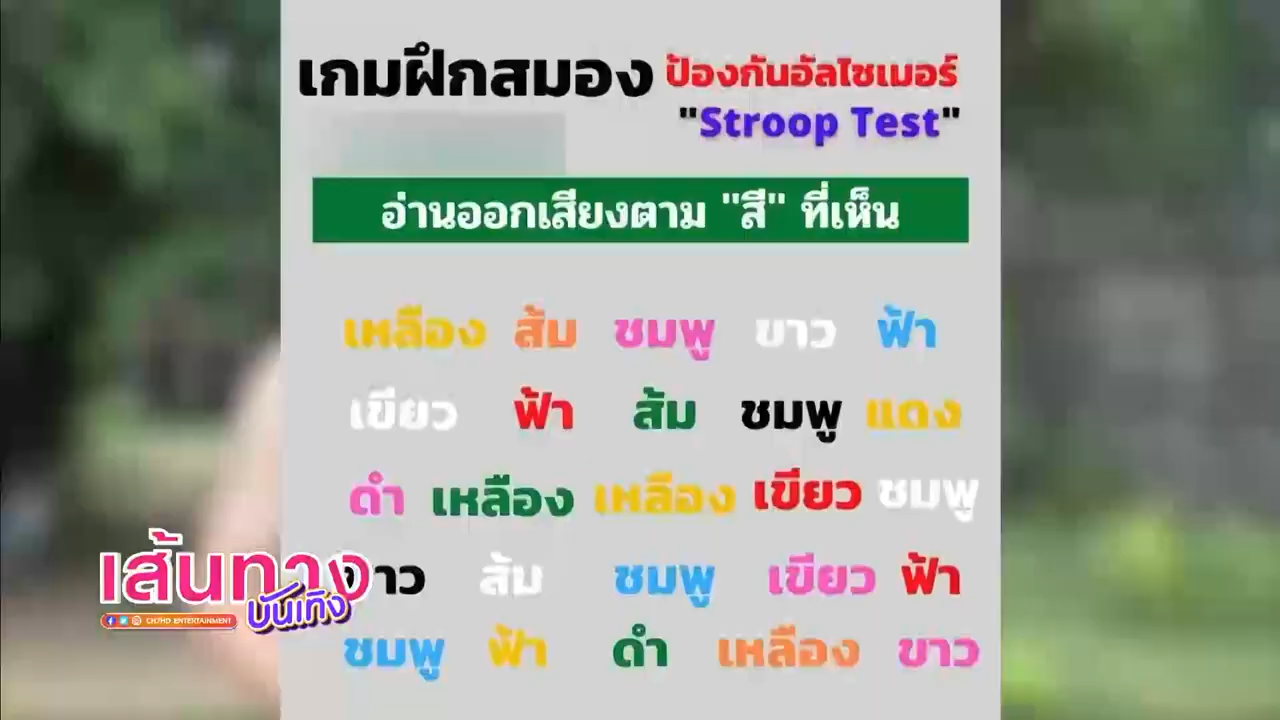 เกมฝึกสมอง ป้องกันอัลไซเมอร์
"Stroop Test"
อ่านออกเสียงตาม "สี" ที่เห็น
เหลือง ส้ม ชมพู ขาว ฟ้า
เขียว ฟ้า ส้ม ชมพู แดง
ดำ เหลือง เหลือง เขียว ชมพู
ส้ม ชมพู เขียว ฟ้า
ชมพู ฟ้า ดำ เหลือง ขาว
เส้นทาง
บันเทิง
CH7HD ENTERTAINMENT